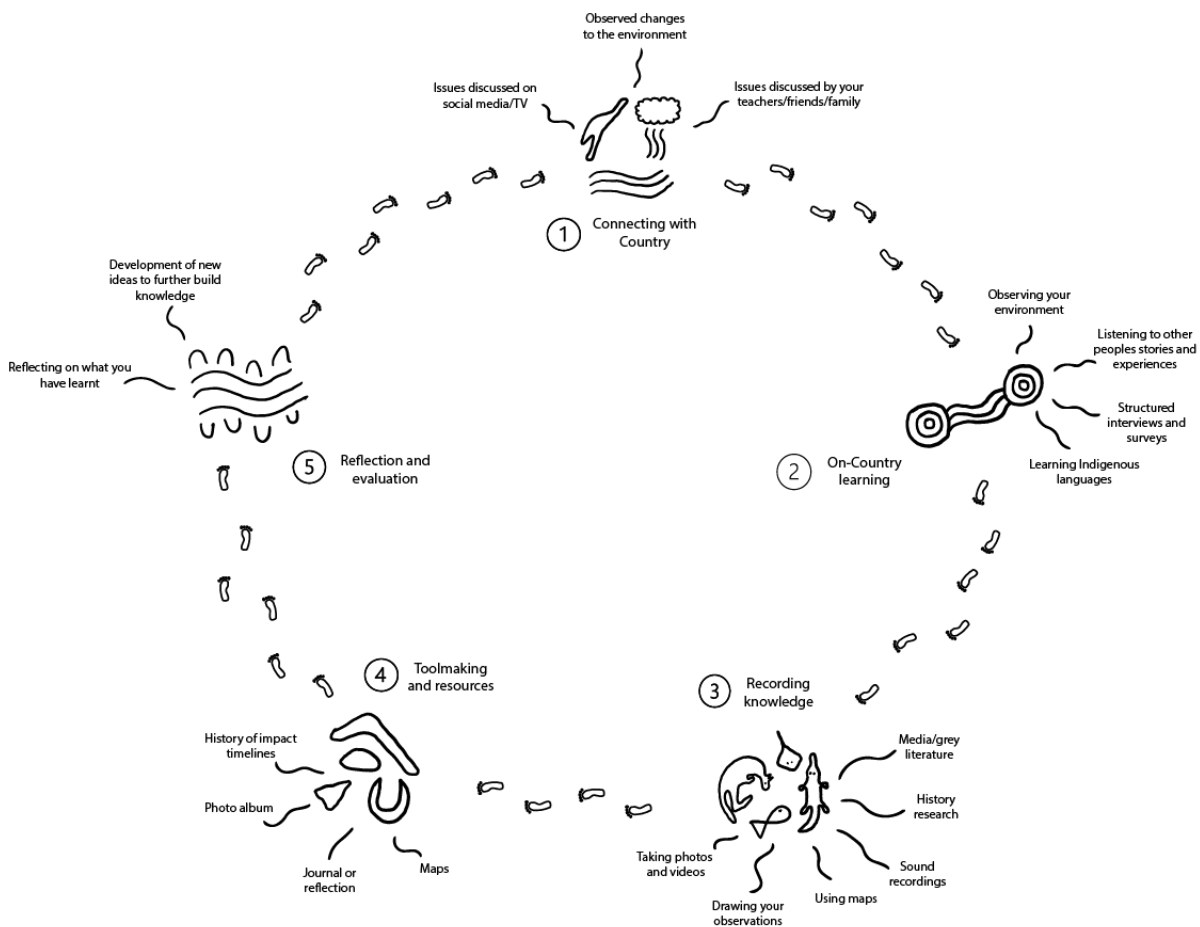 Observed changes
to the environment
Issues discussed on
social media/TV
Issues discussed by your
teachers/friends/family
1
Connecting with
Country
Observing your
environment
Listening to other
peoples stories and
experiences
Structured
interviews and
surveys
Learning Indigenous
languages
2
On-Country
learning
3
Recording
knowledge
Media/grey
literature
History
research
Sound
recordings
Using maps
Drawing your
observations
Taking photos
and videos
4
Toolmaking
and resources
History of impact
timelines
Photo album
Journal or
reflection
Maps
5
Reflection and
evaluation
Development of new
ideas to further build
knowledge
Reflecting on what you
have learnt